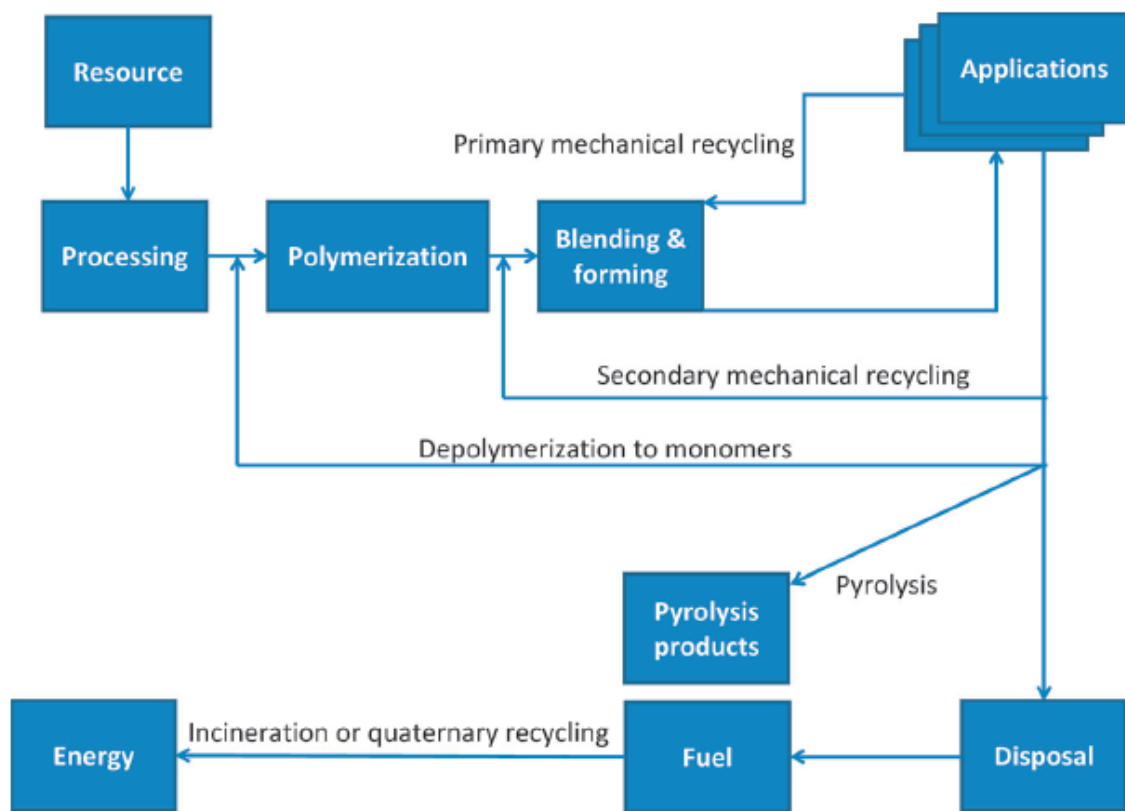 Resource
Applications
Primary mechanical recycling
Processing
Polymerization
Blending &
forming
Secondary mechanical recycling
Depolymerization to monomers
Pyrolysis
Pyrolysis
products
Energy
Incineration or quaternary recycling
Fuel
Disposal